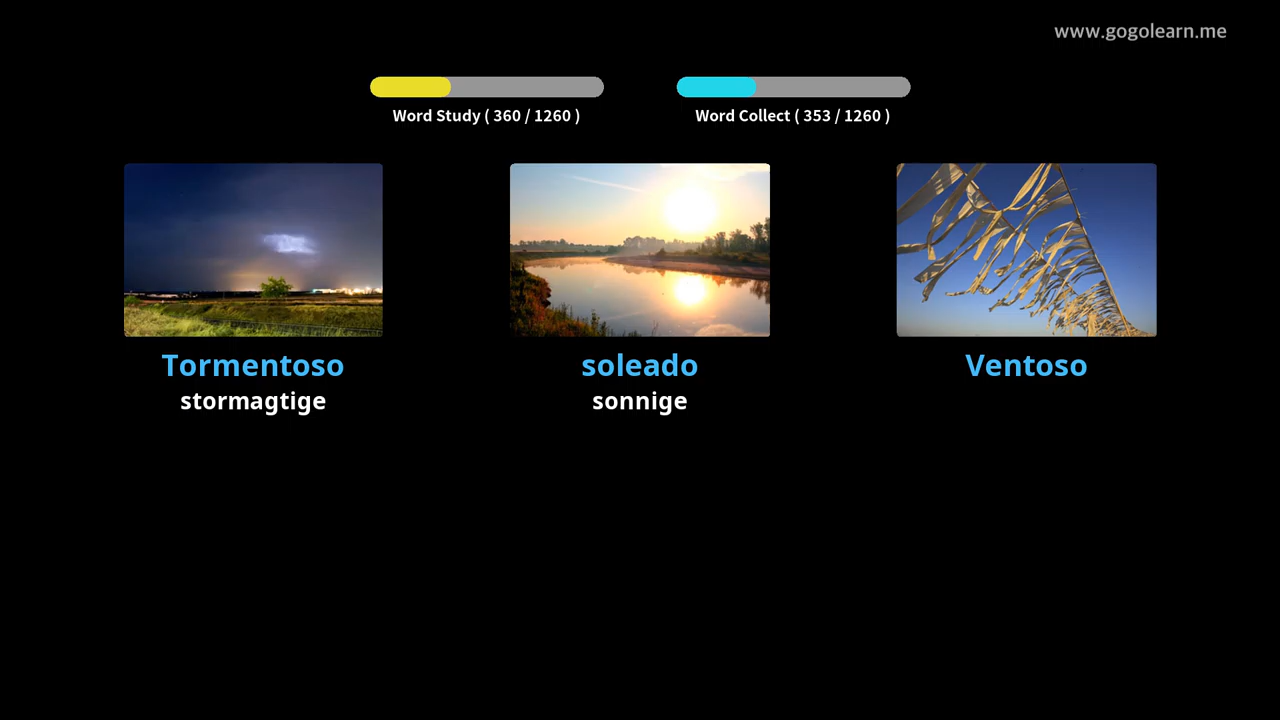 www.gogolearn.me
Word Study ( 360 / 1260 )
Word Collect ( 353 / 1260 )
Tormentoso
stormagtige
soleado
sonnige
Ventoso